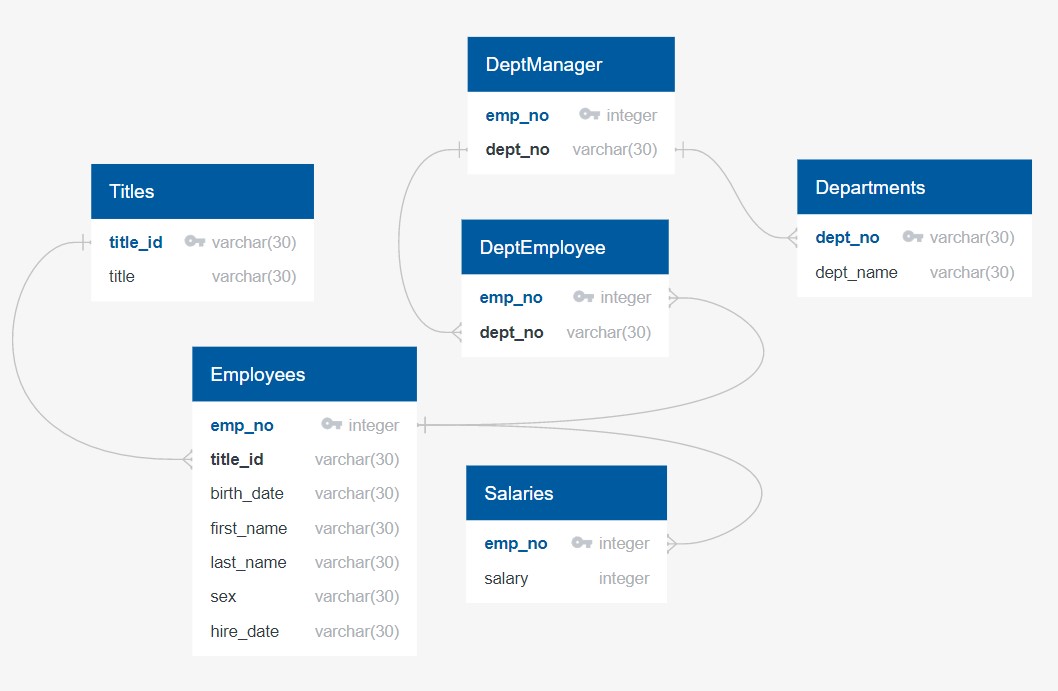 DeptManager
emp_no integer
dept_no varchar(30)
Titles
title_id varchar(30)
title varchar(30)
Departments
dept_no varchar(30)
dept_name varchar(30)
DeptEmployee
emp_no integer
dept_no varchar(30)
Employees
emp_no integer
title_id varchar(30)
birth_date varchar(30)
first_name varchar(30)
last_name varchar(30)
sex varchar(30)
hire_date varchar(30)
Salaries
emp_no integer
salary integer